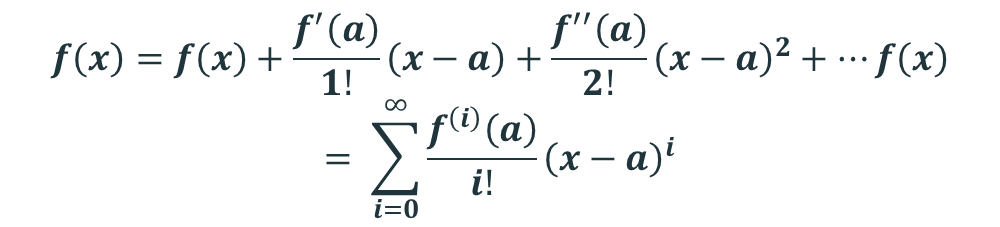 f(x) = f(x) + f′(a)/1! (x − a) + f′′(a)/2! (x − a)² + ⋯ f(x)
= ∑_{i=0}^{∞} f^{(i)}(a)/i! (x − a)^i